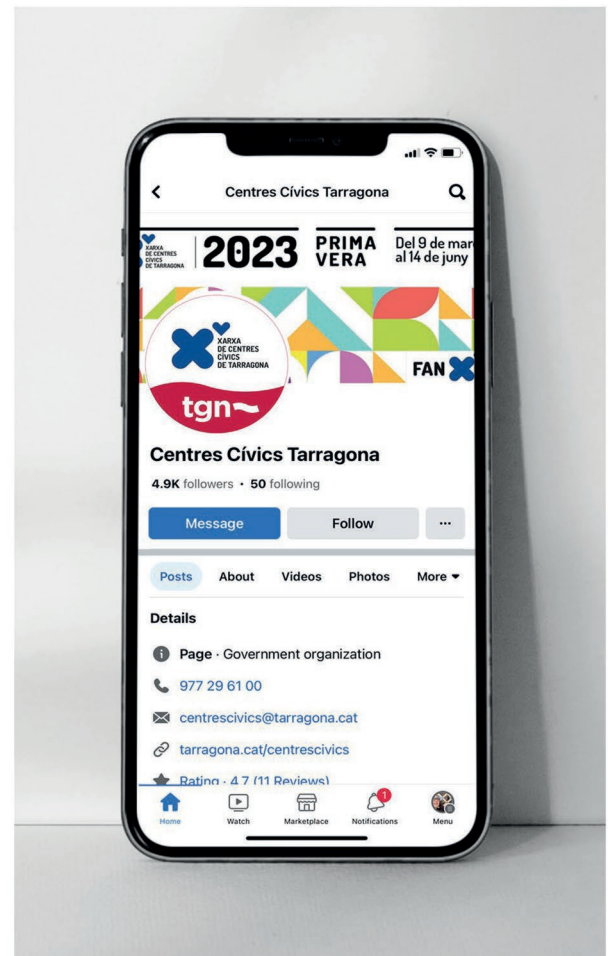 Centres Cívics Tarragona
XARXA
DE CENTRES
CÍVICS
DE TARRAGONA
2023
PRIMA
VERA
Del 9 de mar
al 14 de juny
XARXA
DE CENTRES
CÍVICS
DE TARRAGONA
tgn
FAN
Centres Cívics Tarragona
4.9K followers · 50 following
Message
Follow
...
Posts
About
Videos
Photos
More
Details
Page · Government organization
977 29 61 00
centrescivics@tarragona.cat
tarragona.cat/centrescivics
Rating · 4.7 (11 Reviews)
1
Home
Watch
Marketplace
Notifications
Menu